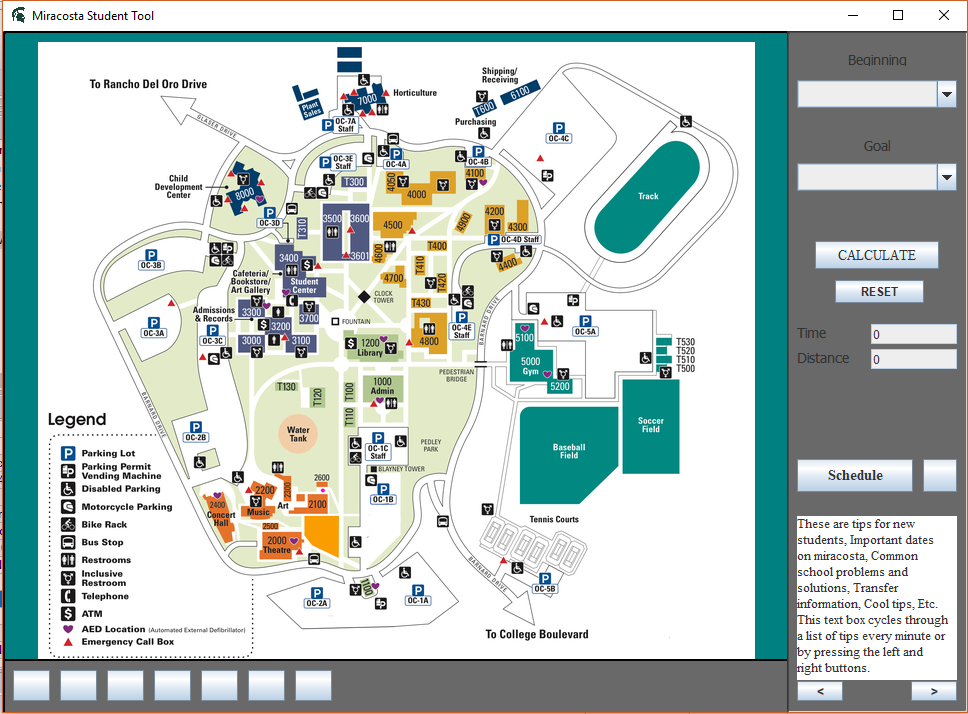 Miracosta Student Tool
To Rancho Del Oro Drive
GLASER DRIVE
Plant
Sales
7000
Horticulture
OC-7A
Staff
Shipping/
Receiving
T600
6100
Purchasing
OC-4C
Child
Development
Center
8000
OC-3E
Staff
OC-4A
OC-4B
T300
4050
4000
4100
Track
OC-3D
T310
3500
3600
3601
4500
4600
4800
4200
4300
OC-4D Staff
4400
T400
T410
T420
T430
4700
OC-3B
3400
Cafeteria/
Bookstore/
Art Gallery
Student
Center
CLOCK
TOWER
Admissions
& Records
3300
3700
3200
3000
3100
FOUNTAIN
OC-3A
OC-3C
1200
Library
4800
OC-4E
Staff
BARNARD DRIVE
OC-5A
5100
5000
Gym
5200
T530
T520
T510
T500
PEDESTRIAN
BRIDGE
T130
T120
T100
T110
1000
Admin
BARNARD DRIVE
Water
Tank
OC-2B
OC-1C
Staff
PEDLEY
PARK
BLAYNEY TOWER
OC-1B
Baseball
Field
Soccer
Field
2600
2200
2300
2100
Art
Music
2400
Concert
Hall
2500
2000
Theatre
Tennis Courts
BARNARD DRIVE
OC-5B
To College Boulevard
OC-2A
T100
OC-1A
Legend
Parking Lot
Parking Permit
Vending Machine
Disabled Parking
Motorcycle Parking
Bike Rack
Bus Stop
Restrooms
Inclusive
Restroom
Telephone
ATM
AED Location (Automated External Defibrillator)
Emergency Call Box
Beginning
Goal
CALCULATE
RESET
Time
0
Distance
0
Schedule
These are tips for new
students, Important dates
on miracosta, Common
school problems and
solutions, Transfer
information, Cool tips, Etc.
This text box cycles through
a list of tips every minute or
by pressing the left and
right buttons.
<
>